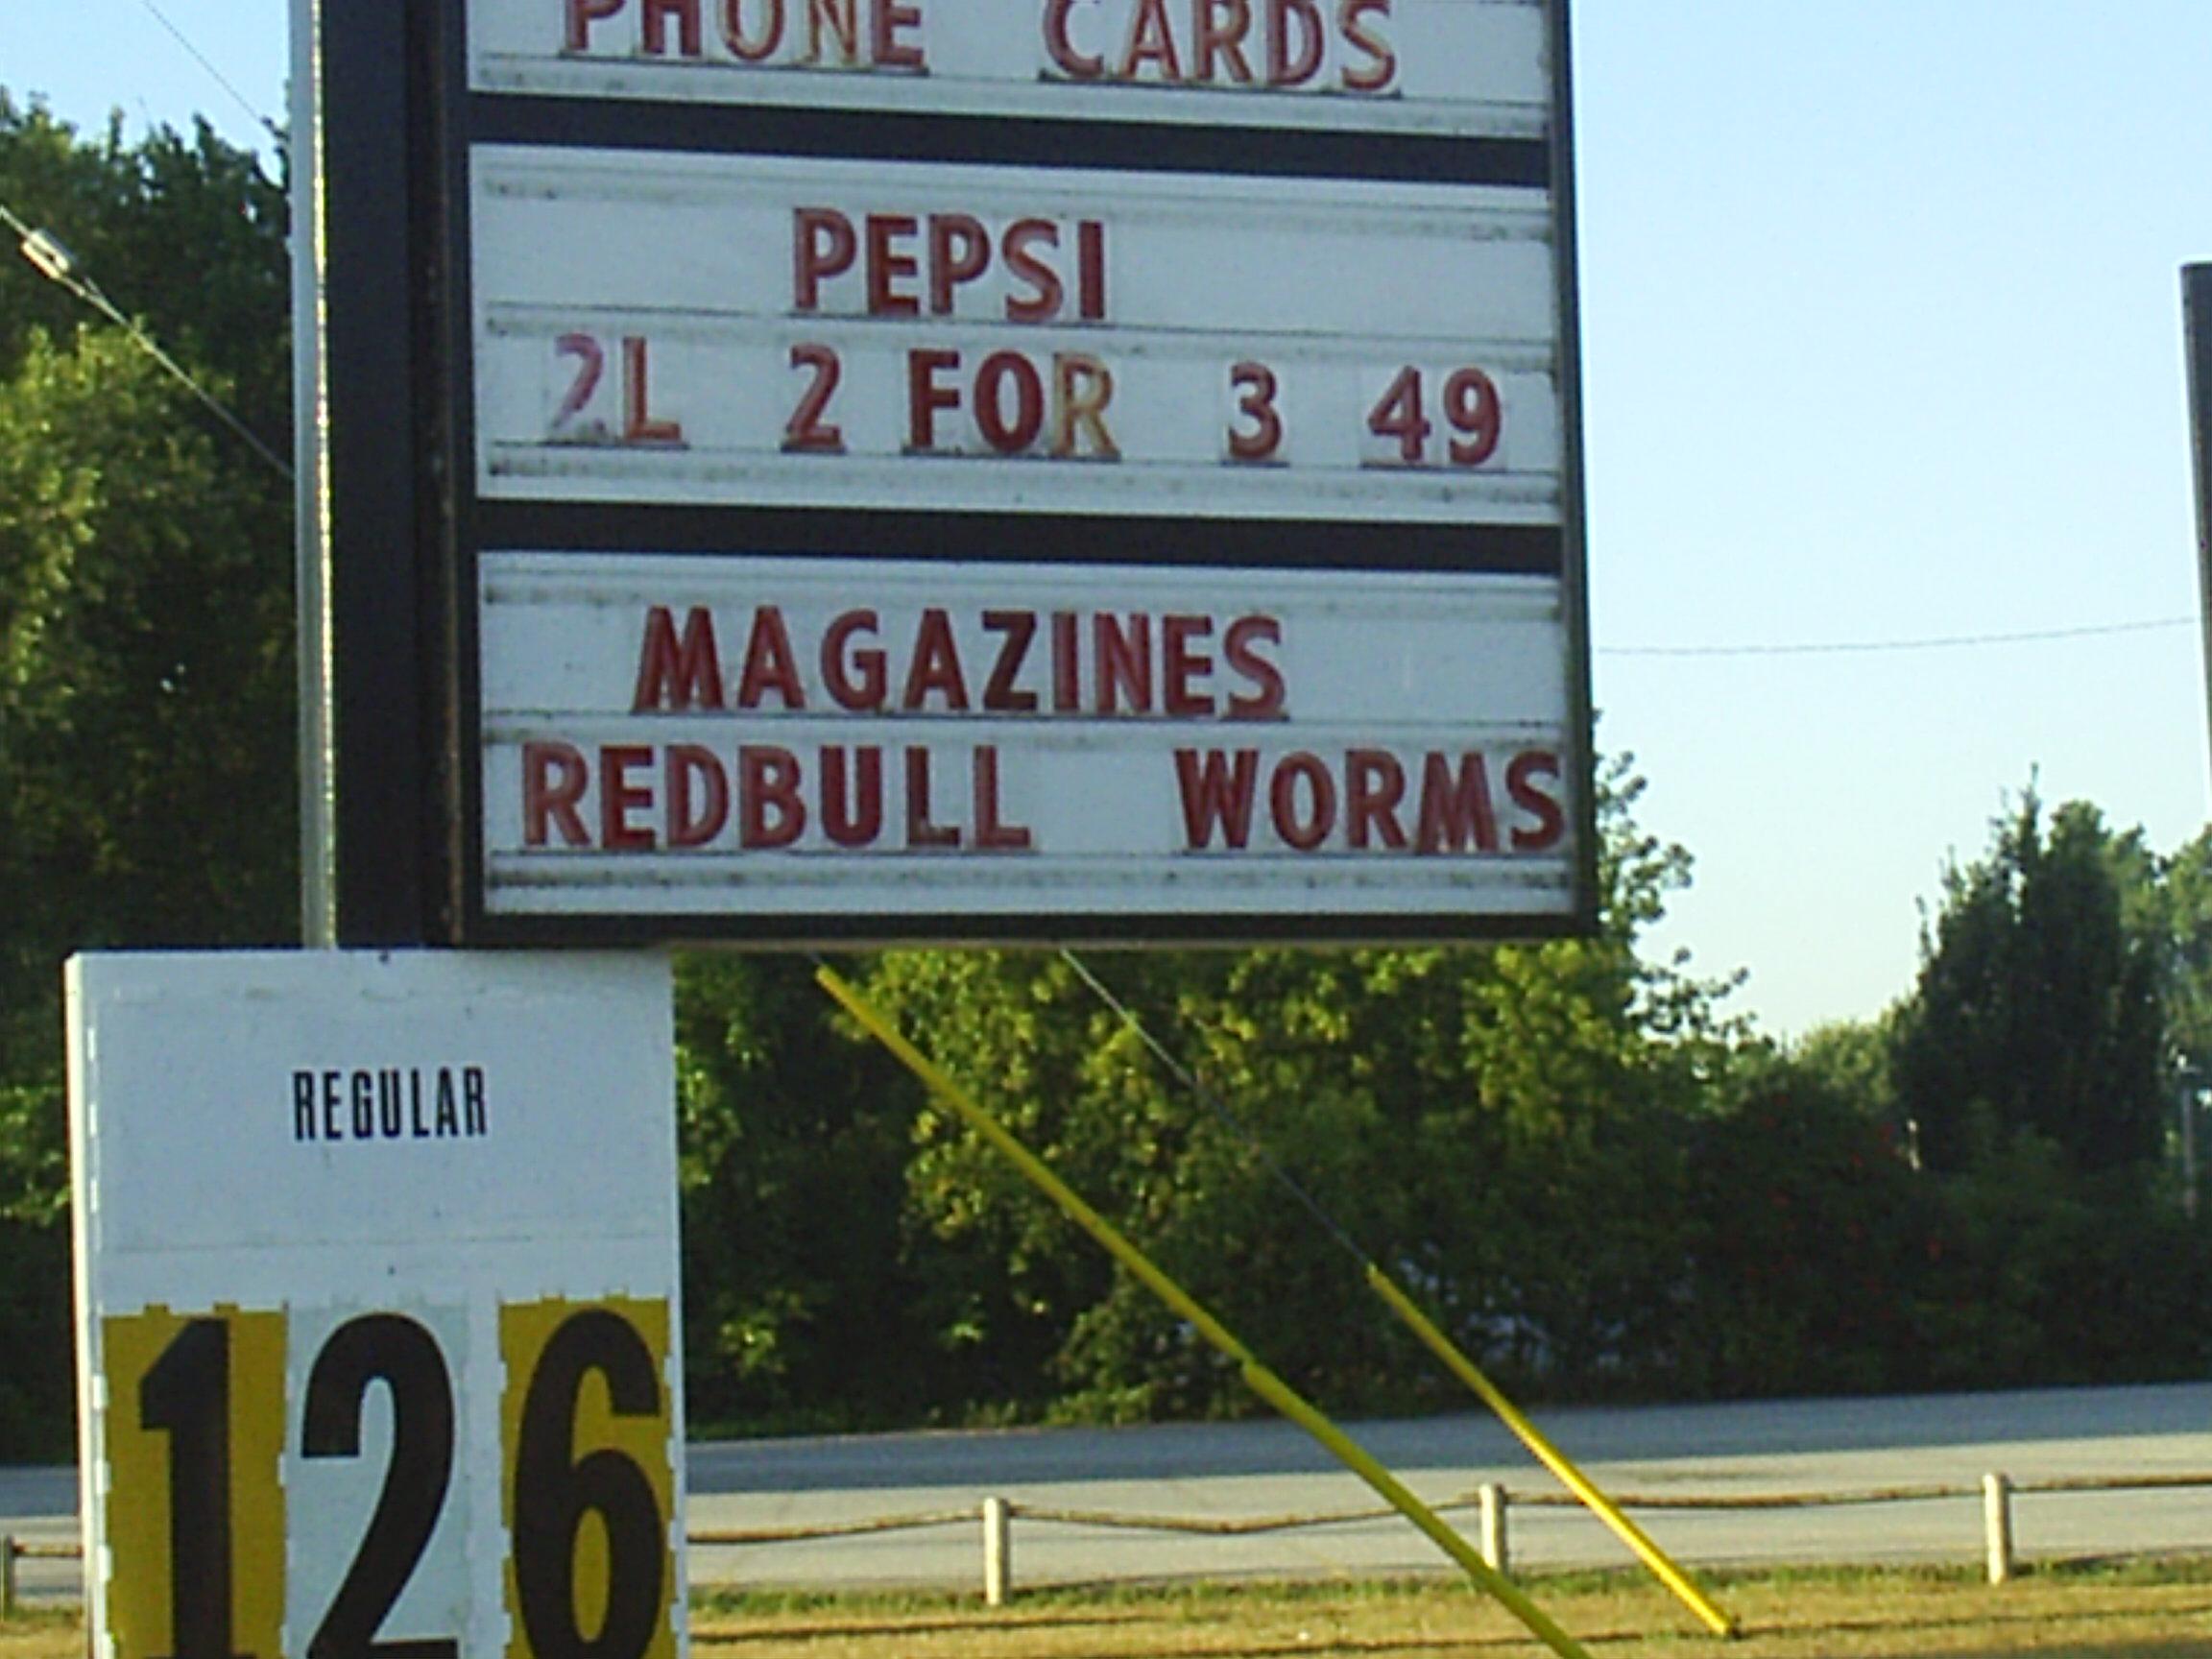 PHONE CARDS
PEPSI
2L 2 FOR 3 49
MAGAZINES
REDBULL WORMS
REGULAR
126